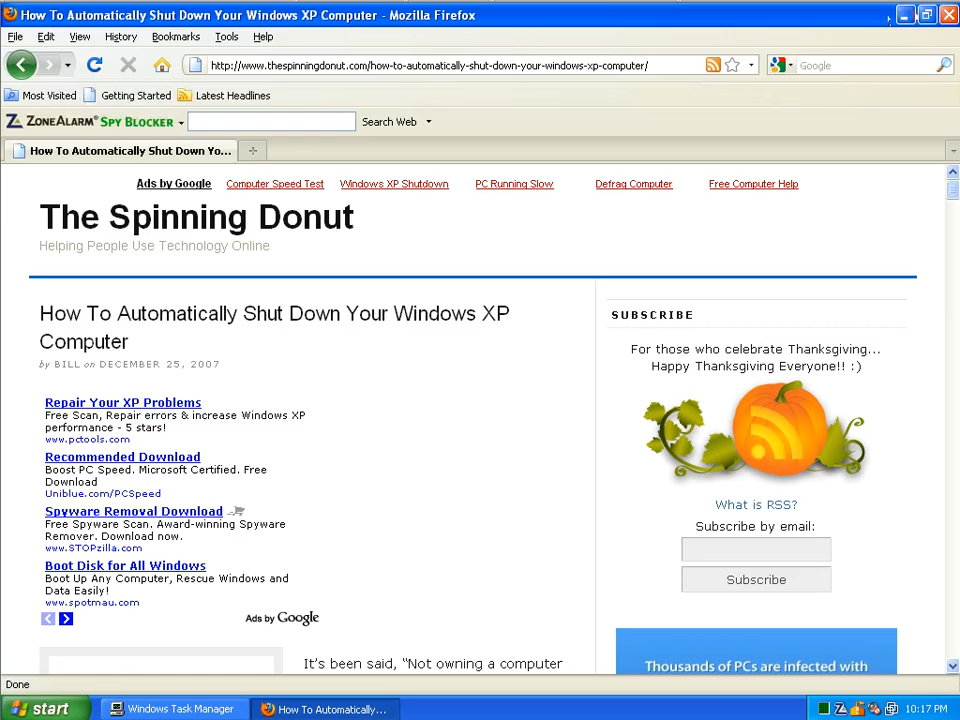 How To Automatically Shut Down Your Windows XP Computer - Mozilla Firefox
File Edit View History Bookmarks Tools Help
http://www.thespinningdonut.com/how-to-automatically-shut-down-your-windows-xp-computer/
Google
Most Visited Getting Started Latest Headlines
ZONEALARM® SPY BLOCKER Search Web
How To Automatically Shut Down Yo...
Ads by Google Computer Speed Test Windows XP Shutdown PC Running Slow Defrag Computer Free Computer Help
The Spinning Donut
Helping People Use Technology Online
How To Automatically Shut Down Your Windows XP
Computer
by BILL on DECEMBER 25, 2007
Repair Your XP Problems
Free Scan, Repair errors & increase Windows XP
performance - 5 stars!
www.pctools.com
Recommended Download
Boost PC Speed. Microsoft Certified. Free
Download
Uniblue.com/PCSpeed
Spyware Removal Download
Free Spyware Scan. Award-winning Spyware
Remover. Download now.
www.STOPzilla.com
Boot Disk for All Windows
Boot Up Any Computer, Rescue Windows and
Data Easily!
www.spotmau.com
Ads by Google
It's been said, “Not owning a computer
SUBSCRIBE
For those who celebrate Thanksgiving...
Happy Thanksgiving Everyone!! :)
What is RSS?
Subscribe by email:
Subscribe
Thousands of PCs are infected with
Done
start Windows Task Manager How To Automatically... 10:17 PM